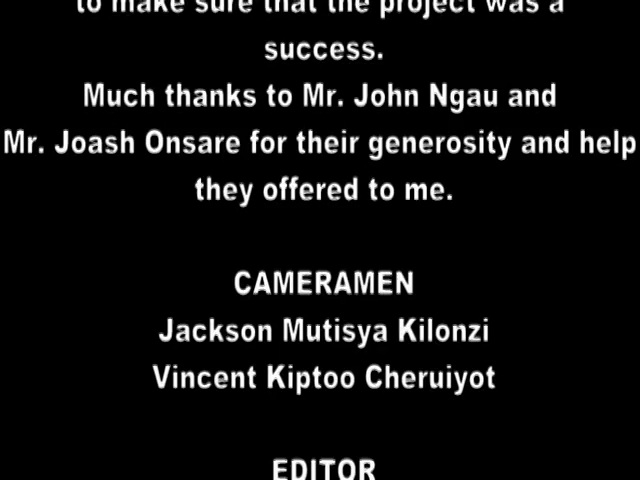 to make sure that the project was a
success.
Much thanks to Mr. John Ngau and
Mr. Joash Onsare for their generosity and help
they offered to me.
CAMERAMEN
Jackson Mutisya Kilonzi
Vincent Kiptoo Cheruiyot
EDITOR